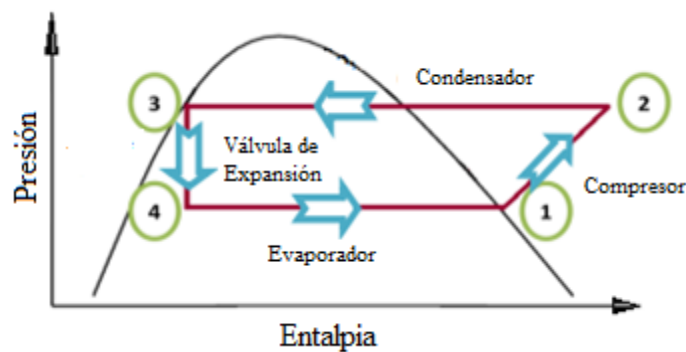 Presión
Condensador
3
2
Válvula de
Expansión
Compresor
4
1
Evaporador
Entalpia